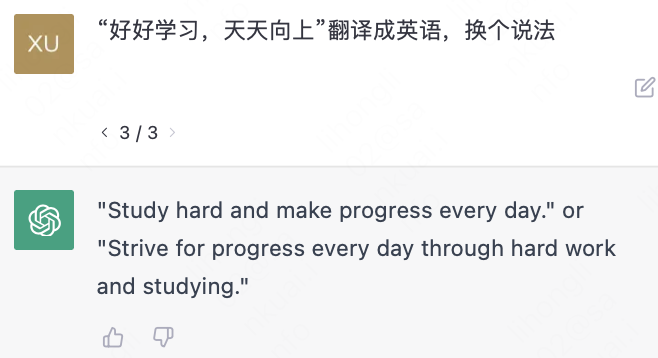 XU
“好好学习，天天向上”翻译成英语，换个说法
< 3 / 3 >
"Study hard and make progress every day." or
"Strive for progress every day through hard work
and studying."